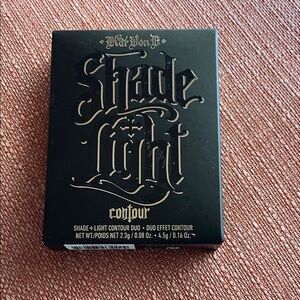 Kat Von D
Shade
+
Light
contour
SHADE + LIGHT CONTOUR DUO • DUO EFFET CONTOUR
NET WT/POIDS NET 2.3g / 0.08 Oz. • 4.5g / 0.16 Oz.